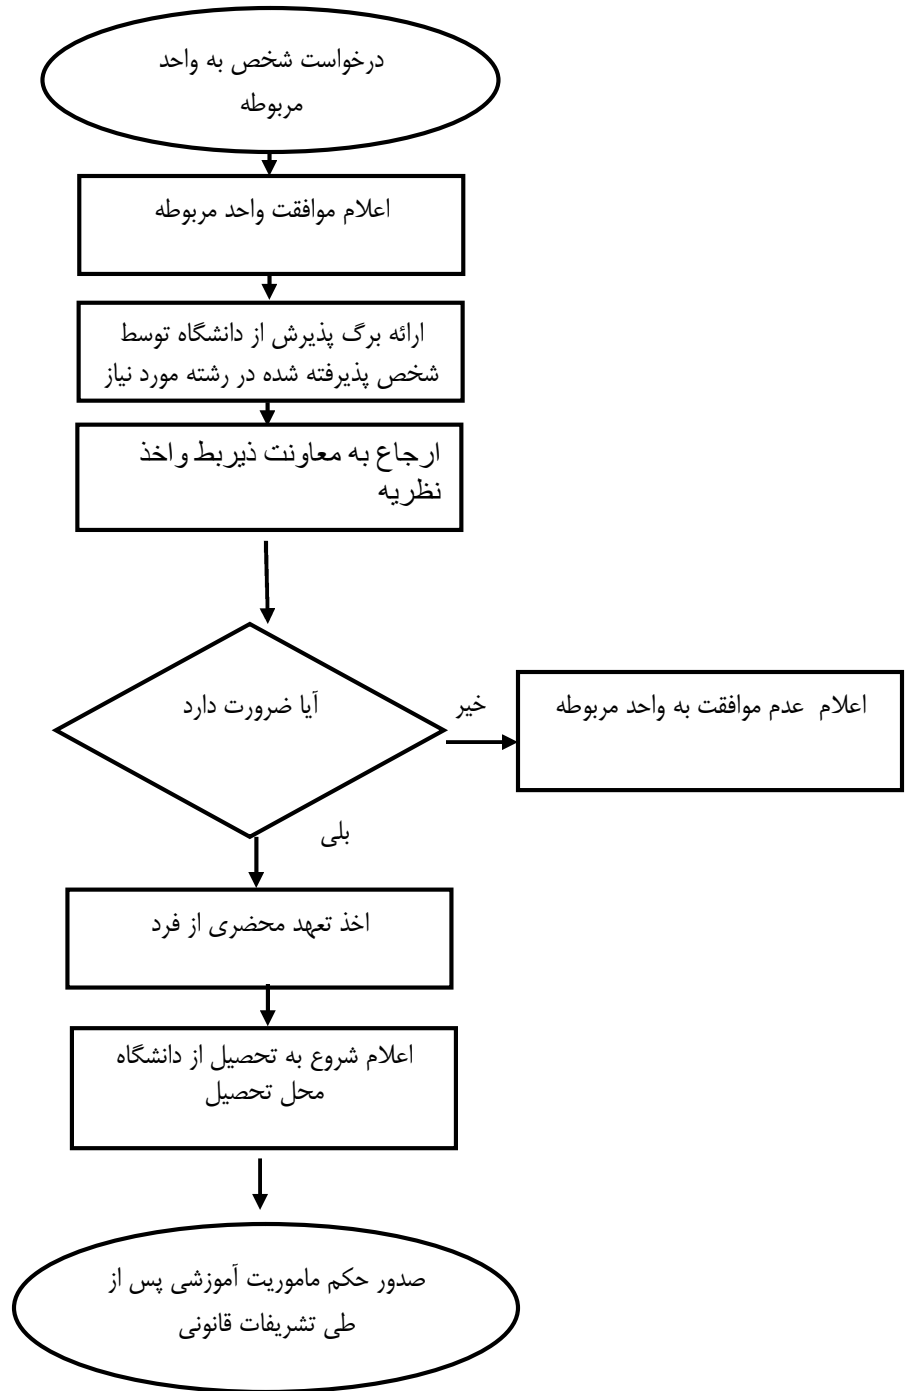 درخواست شخص به واحد
مربوطه
اعلام موافقت واحد مربوطه
ارائه برگ پذیرش از دانشگاه توسط
شخص پذیرفته شده در رشته مورد نیاز
ارجاع به معاونت ذیربط و اخذ
نظریه
آیا ضرورت دارد
خیر
اعلام عدم موافقت به واحد مربوطه
بلی
اخذ تعهد محضری از فرد
اعلام شروع به تحصیل از دانشگاه
محل تحصیل
صدور حکم ماموریت آموزشی پس از
طی تشریفات قانونی